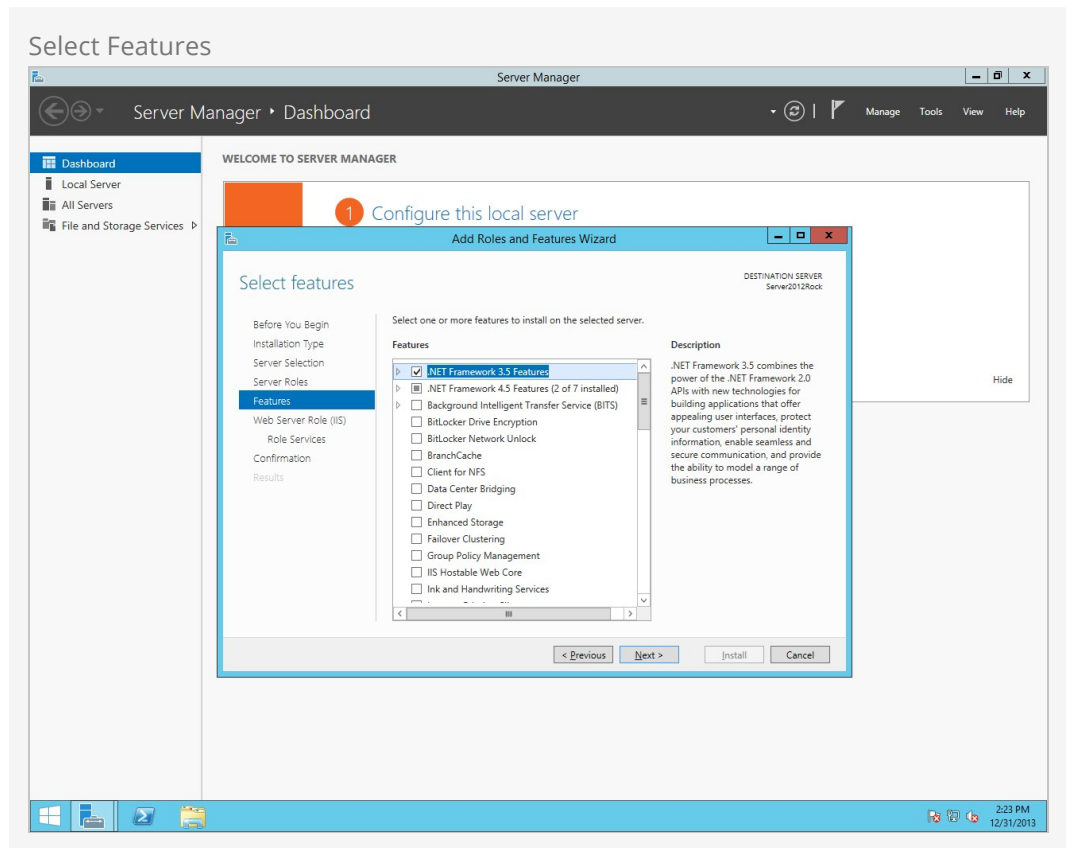 Select Features
Server Manager
Server Manager • Dashboard
Manage Tools View Help
Dashboard
Local Server
All Servers
File and Storage Services
WELCOME TO SERVER MANAGER
1 Configure this local server
Hide
Add Roles and Features Wizard
Select features
DESTINATION SERVER
Server2012Rock
Before You Begin
Installation Type
Server Selection
Server Roles
Features
Web Server Role (IIS)
Role Services
Confirmation
Results
Select one or more features to install on the selected server.
Features
.NET Framework 3.5 Features
.NET Framework 4.5 Features (2 of 7 installed)
Background Intelligent Transfer Service (BITS)
BitLocker Drive Encryption
BitLocker Network Unlock
BranchCache
Client for NFS
Data Center Bridging
Direct Play
Enhanced Storage
Failover Clustering
Group Policy Management
IIS Hostable Web Core
Ink and Handwriting Services
Description
.NET Framework 3.5 combines the
power of the .NET Framework 2.0
APIs with new technologies for
building applications that offer
appealing user interfaces, protect
your customers' personal identity
information, enable seamless and
secure communication, and provide
the ability to model a range of
business processes.
< Previous Next > Install Cancel
2:23 PM
12/31/2013